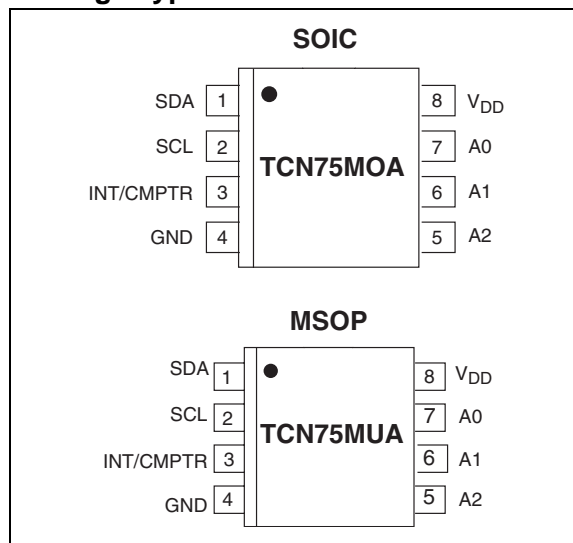 SOIC
SDA 1 8 VDD
SCL 2 7 A0
TCN75MOA
INT/CMPTR 3 6 A1
GND 4 5 A2
MSOP
SDA 1 8 VDD
SCL 2 7 A0
TCN75MUA
INT/CMPTR 3 6 A1
GND 4 5 A2